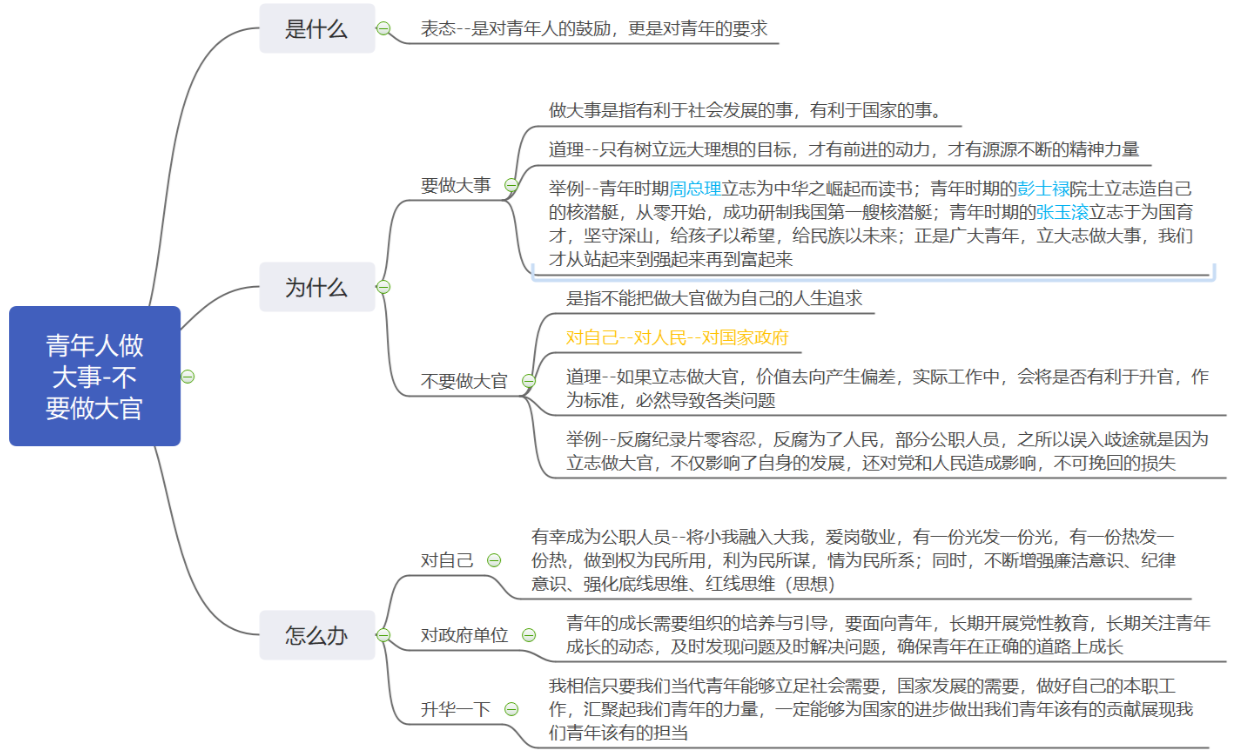 青年人做
大事-不
要做大官
是什么
表态--是对青年人的鼓励，更是对青年的要求
为什么
要做大事
做大事是指有利于社会发展的事，有利于国家的事。
道理--只有树立远大理想的目标，才有前进的动力，才有源源不断的精神力量
举例--青年时期周总理立志为中华之崛起而读书；青年时期的彭士禄院士立志造自己
的核潜艇，从零开始，成功研制我国第一艘核潜艇；青年时期的张玉滚立志于为国育
才，坚守深山，给孩子以希望，给民族以未来；正是广大青年，立大志做大事，我们
才从站起来到强起来再到富起来
不要做大官
是指不能把做大官做为自己的人生追求
对自己--对人民--对国家政府
道理--如果立志做大官，价值去向产生偏差，实际工作中，会将是否有利于升官，作
为标准，必然导致各类问题
举例--反腐纪录片零容忍，反腐为了人民，部分公职人员，之所以误入歧途就是因为
立志做大官，不仅影响了自身的发展，还对党和人民造成影响，不可挽回的损失
怎么办
对自己
有幸成为公职人员--将小我融入大我，爱岗敬业，有一份光发一份光，有一份热发一
份热，做到权为民所用，利为民所谋，情为民所系；同时，不断增强廉洁意识、纪律
意识、强化底线思维、红线思维（思想）
对政府单位
青年的成长需要组织的培养与引导，要面向青年，长期开展党性教育，长期关注青年
成长的动态，及时发现问题及时解决问题，确保青年在正确的道路上成长
升华一下
我相信只要我们当代青年能够立足社会需要，国家发展的需要，做好自己的本职工
作，汇聚起我们青年的力量，一定能够为国家的进步做出我们青年该有的贡献展现我
们青年该有的担当